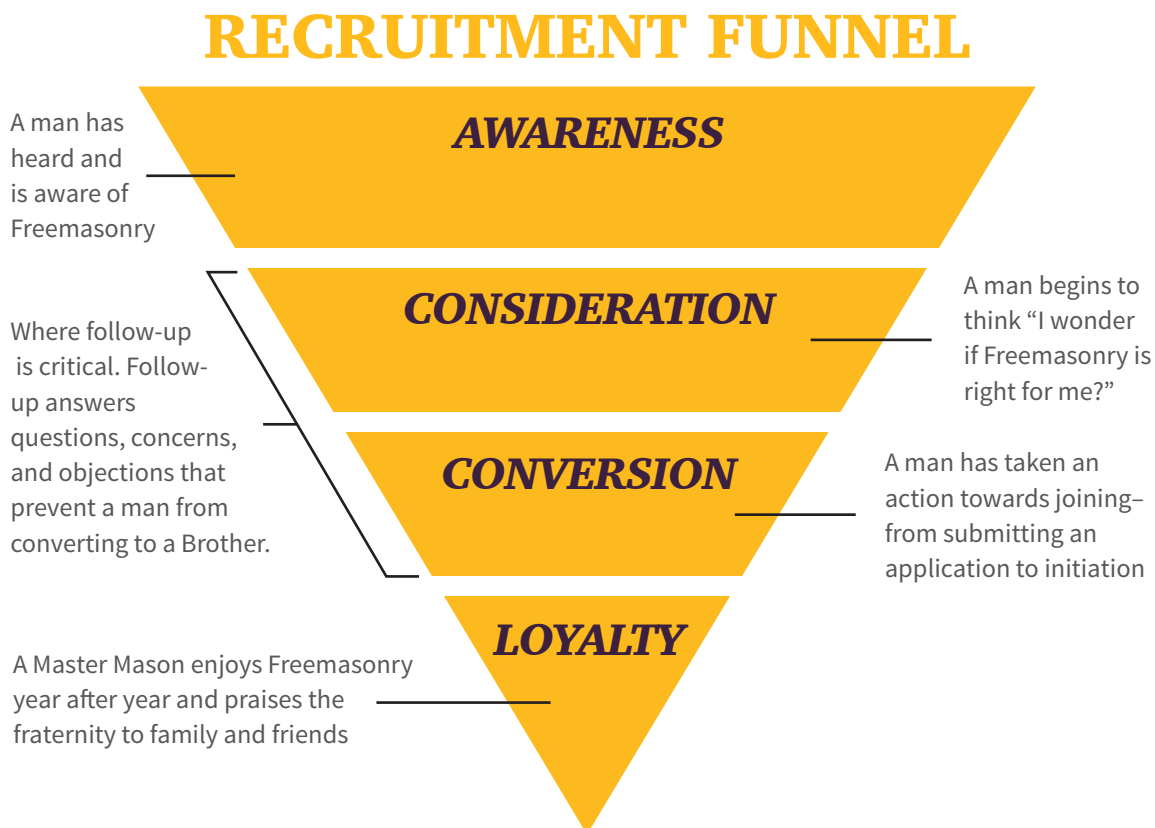 RECRUITMENT FUNNEL
AWARENESS
A man has
heard and
is aware of
Freemasonry
CONSIDERATION
A man begins to
think “I wonder
if Freemasonry is
right for me?”
Where follow-up
is critical. Follow-
up answers
questions, concerns,
and objections that
prevent a man from
converting to a Brother.
CONVERSION
A man has taken an
action towards joining–
from submitting an
application to initiation
LOYALTY
A Master Mason enjoys Freemasonry
year after year and praises the
fraternity to family and friends